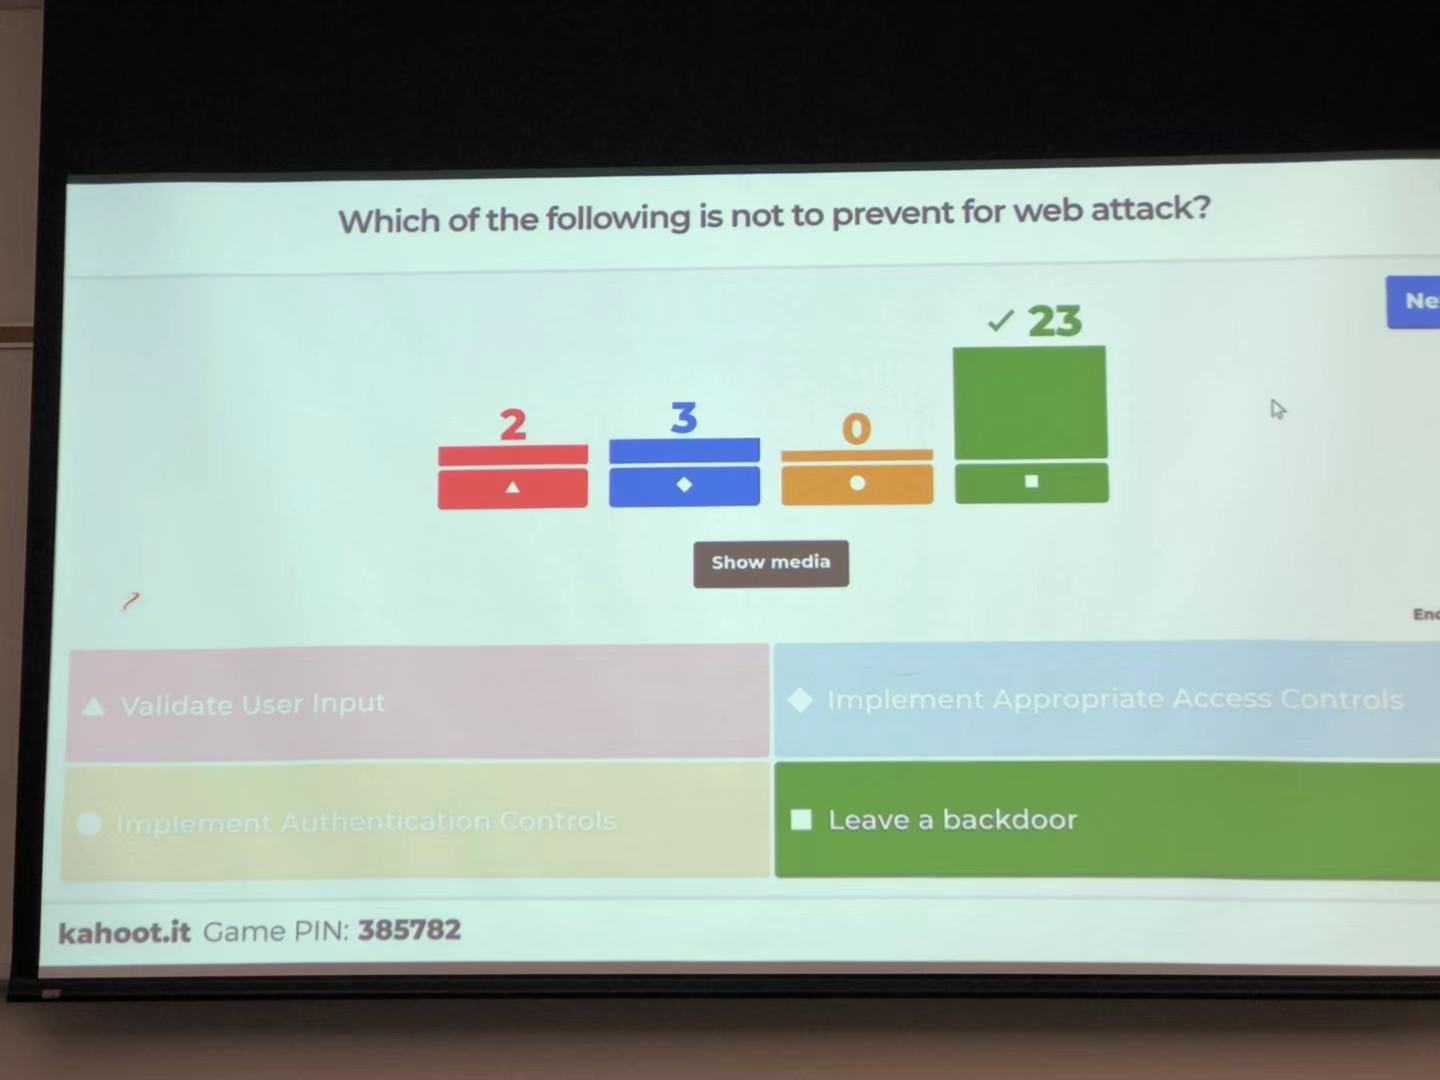 Which of the following is not to prevent for web attack?
Ne
23
2
3
0
Show media
End
Validate User Input
Implement Appropriate Access Controls
Implement Authentication Controls
Leave a backdoor
kahoot.it Game PIN: 385782